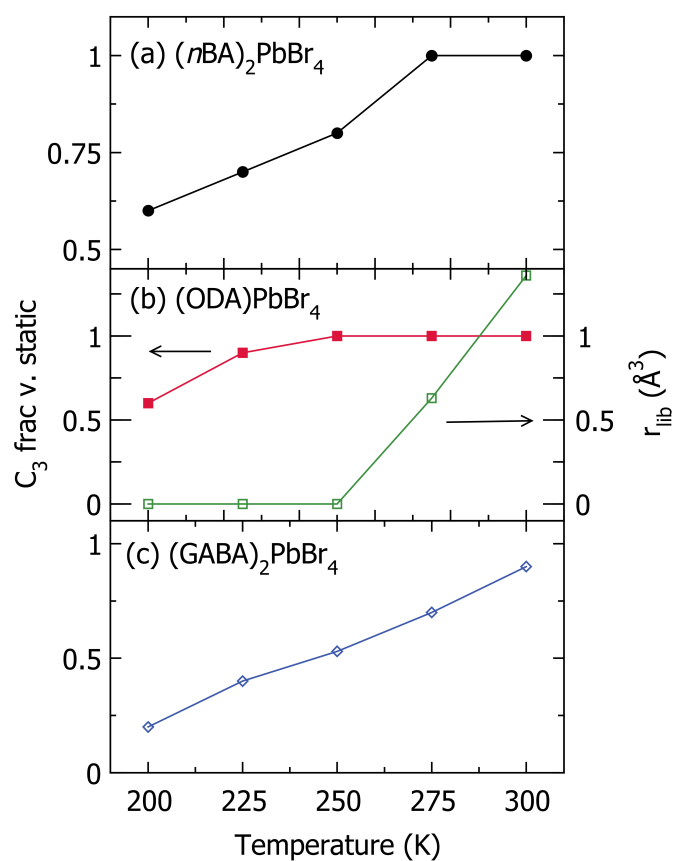 (a) (nBA)₂PbBr₄
1
0.75
0.5
(b) (ODA)PbBr₄
1
0.5
0
1
0.5
0
C₃ frac v. static
r_lib (Å³)
(c) (GABA)₂PbBr₄
1
0.5
0
200 225 250 275 300
Temperature (K)